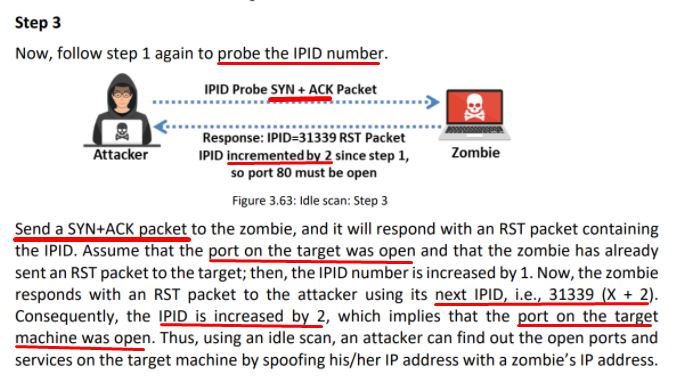 Step 3
Now, follow step 1 again to probe the IPID number.
IPID Probe SYN + ACK Packet
Response: IPID=31339 RST Packet
IPID incremented by 2 since step 1,
so port 80 must be open
Attacker
Zombie
Figure 3.63: Idle scan: Step 3
Send a SYN+ACK packet to the zombie, and it will respond with an RST packet containing
the IPID. Assume that the port on the target was open and that the zombie has already
sent an RST packet to the target; then, the IPID number is increased by 1. Now, the zombie
responds with an RST packet to the attacker using its next IPID, i.e., 31339 (X + 2).
Consequently, the IPID is increased by 2, which implies that the port on the target
machine was open. Thus, using an idle scan, an attacker can find out the open ports and
services on the target machine by spoofing his/her IP address with a zombie’s IP address.